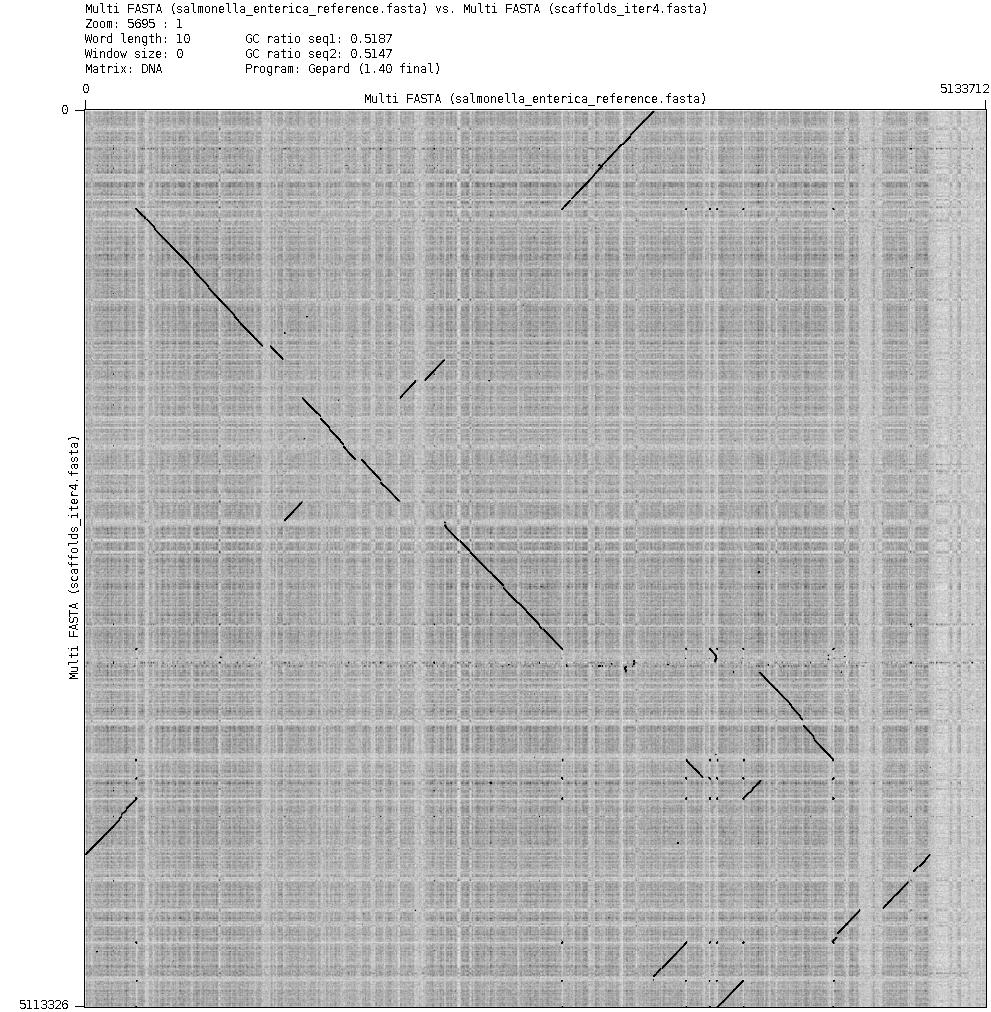 Multi FASTA (salmonella_enterica_reference.fasta) vs. Multi FASTA (scaffolds_iter4.fasta)
Zoom: 5695 : 1
Word length: 10 GC ratio seq1: 0.5187
Window size: 0 GC ratio seq2: 0.5147
Matrix: DNA Program: Gepard (1.40 final)
0 5133712
Multi FASTA (salmonella_enterica_reference.fasta)
0
Multi FASTA (scaffolds_iter4.fasta)
5113326